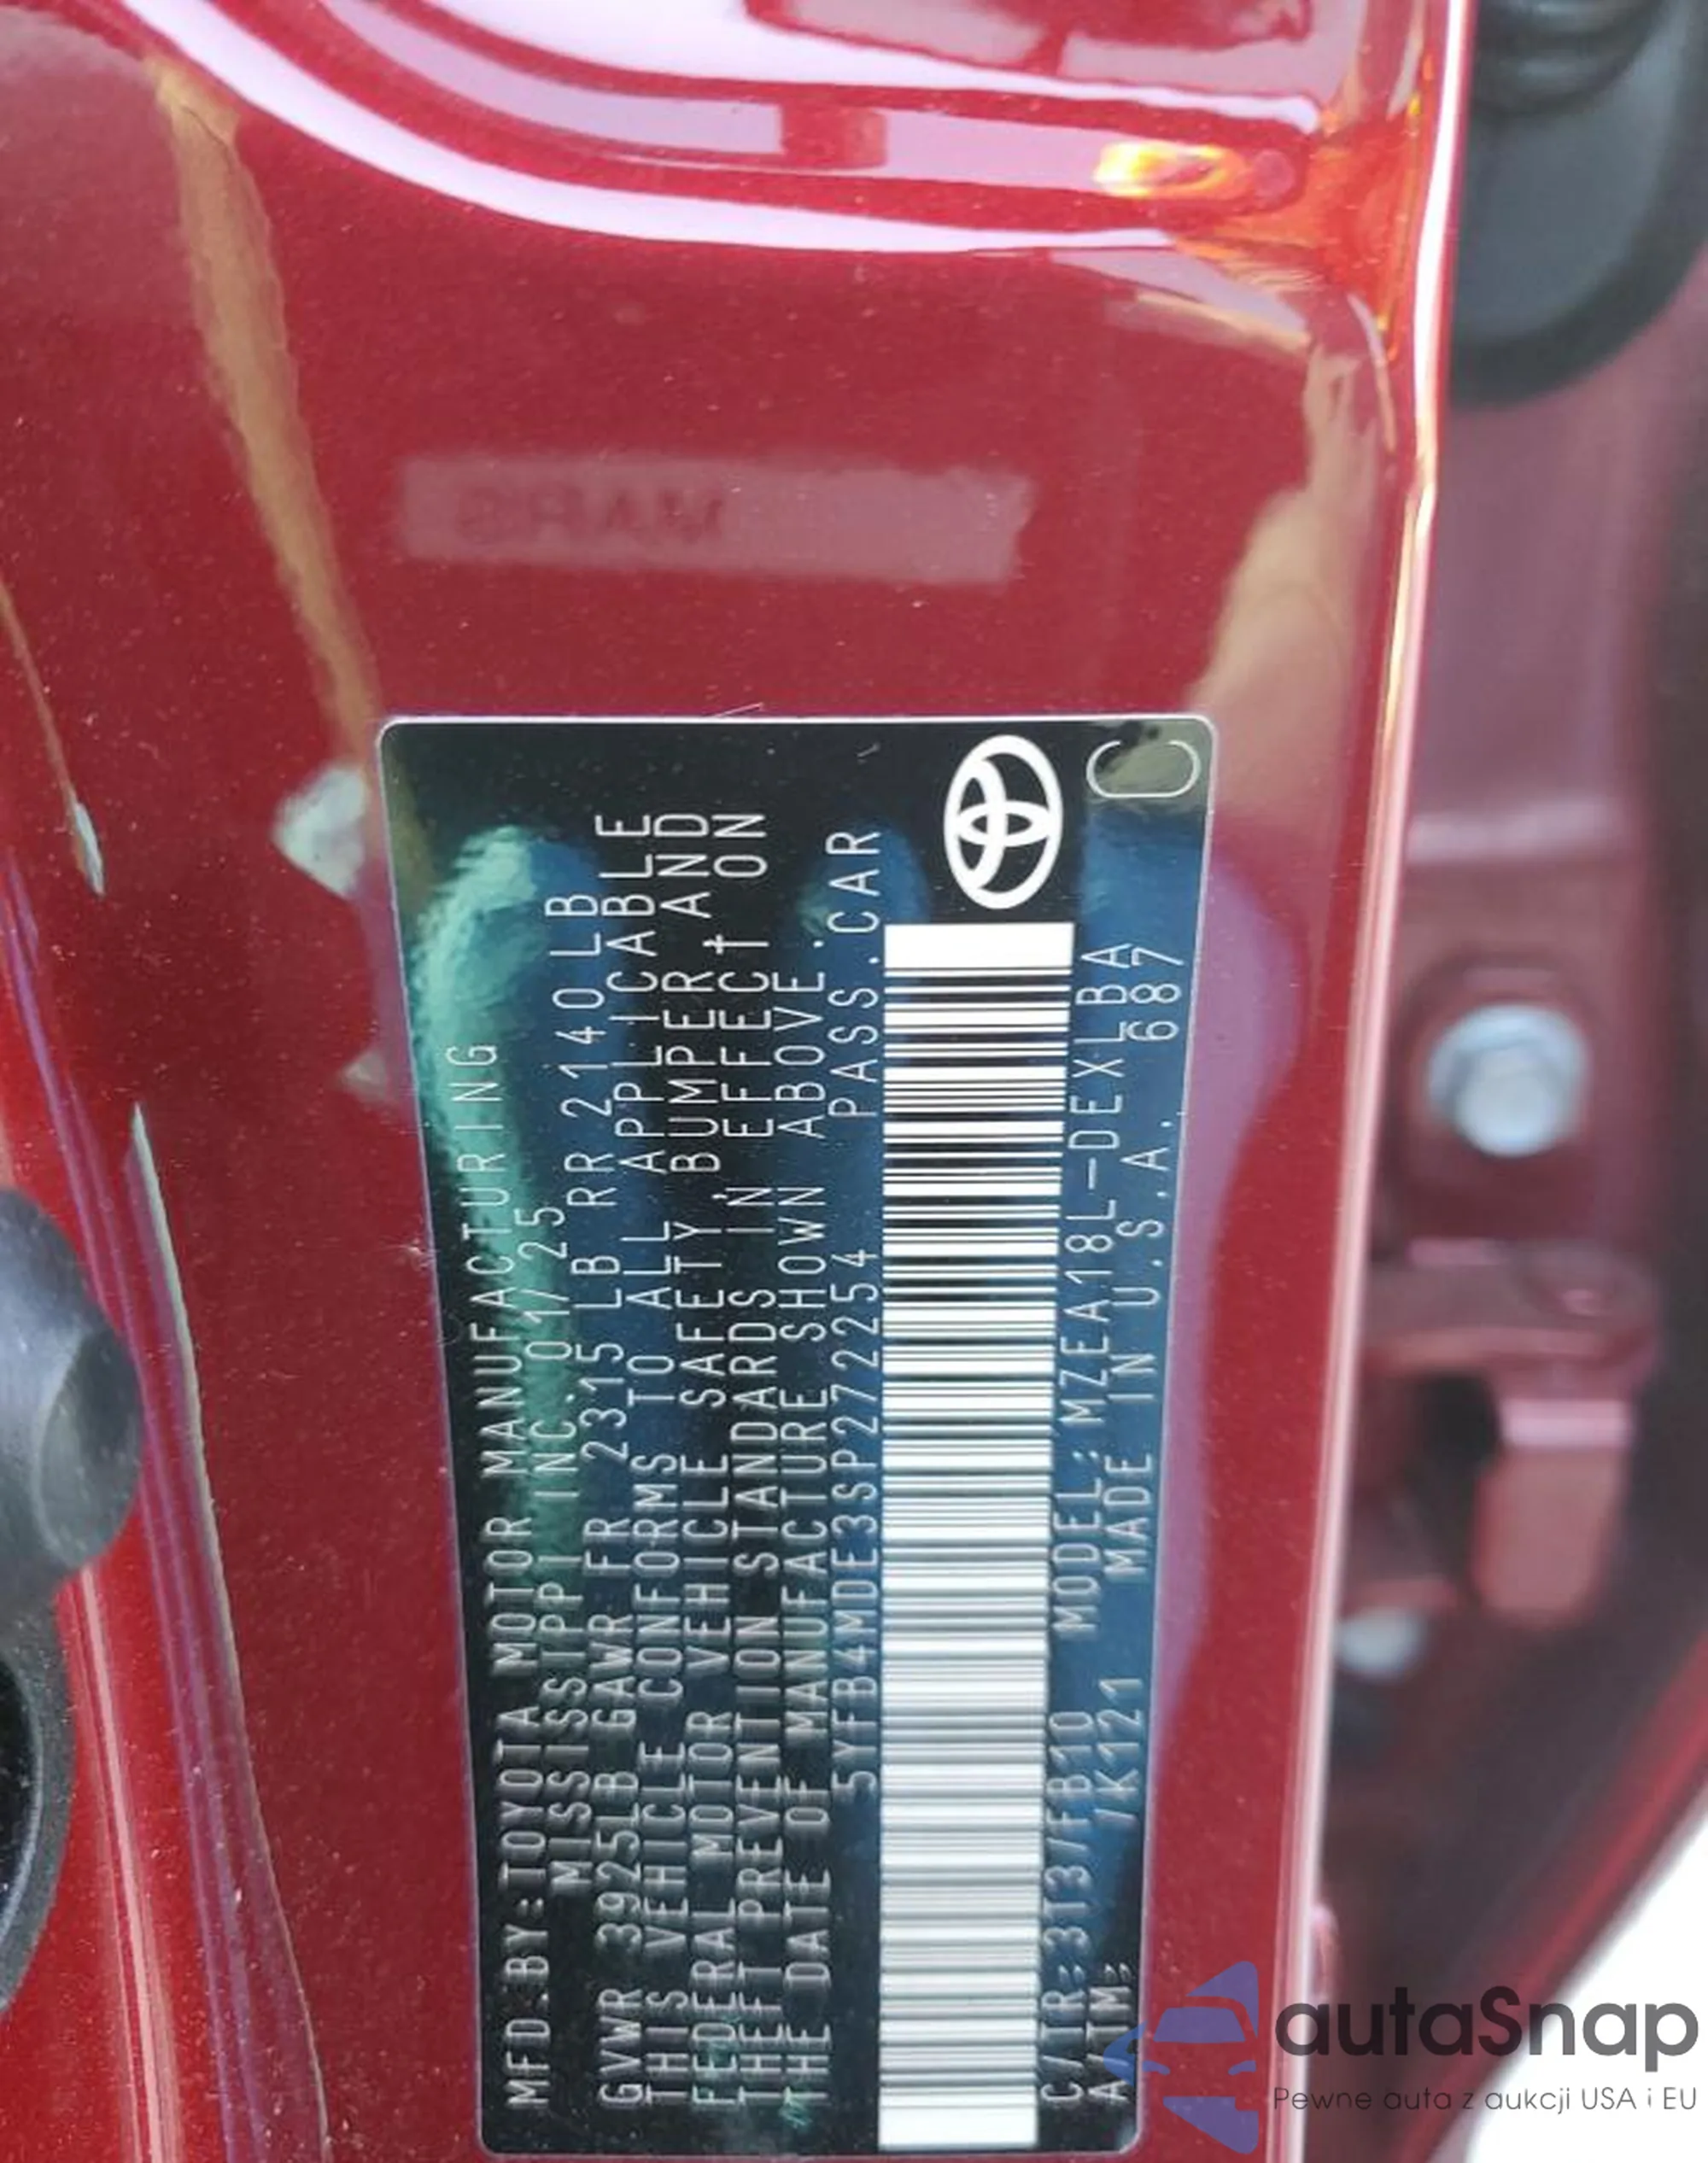 MFD.BY:TOYOTA MOTOR MANUFACTURING
MISSISSIPPI INC. 01/25
GVWR 3925LB GAWR FR 2315 LB RR 2140LB
THIS VEHICLE CONFORMS TO ALL APPLICABLE
FEDERAL MOTOR VEHICLE SAFETY, BUMPER, AND
THEFT PREVENTION STANDARDS IN EFFECT ON
THE DATE OF MANUFACTURE SHOWN ABOVE.
5YFB4MDE3SP272254 PASS.CAR
C/TR:3T3/FB10 MODEL:MZEA18L-DEXLBA
A/TM: /K121 MADE IN U.S.A. 687
C
autaSnap
Pewne auta z aukcji USA i EU